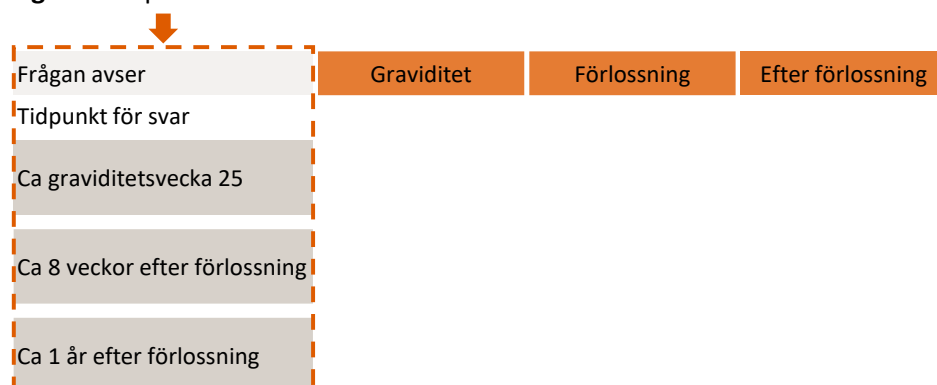 Frågan avser
Graviditet
Förlossning
Efter förlossning
Tidpunkt för svar
Ca graviditetsvecka 25
Ca 8 veckor efter förlossning
Ca 1 år efter förlossning